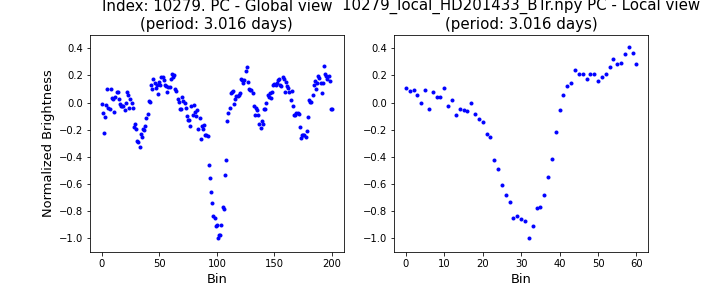 Index: 10279. PC - Global view
(period: 3.016 days)
10279_local_HD201433_BTr.npy PC - Local view
(period: 3.016 days)
Normalized Brightness
0.4
0.2
0.0
−0.2
−0.4
−0.6
−0.8
−1.0
0 50 100 150 200
Bin
0.4
0.2
0.0
−0.2
−0.4
−0.6
−0.8
−1.0
0 10 20 30 40 50 60
Bin